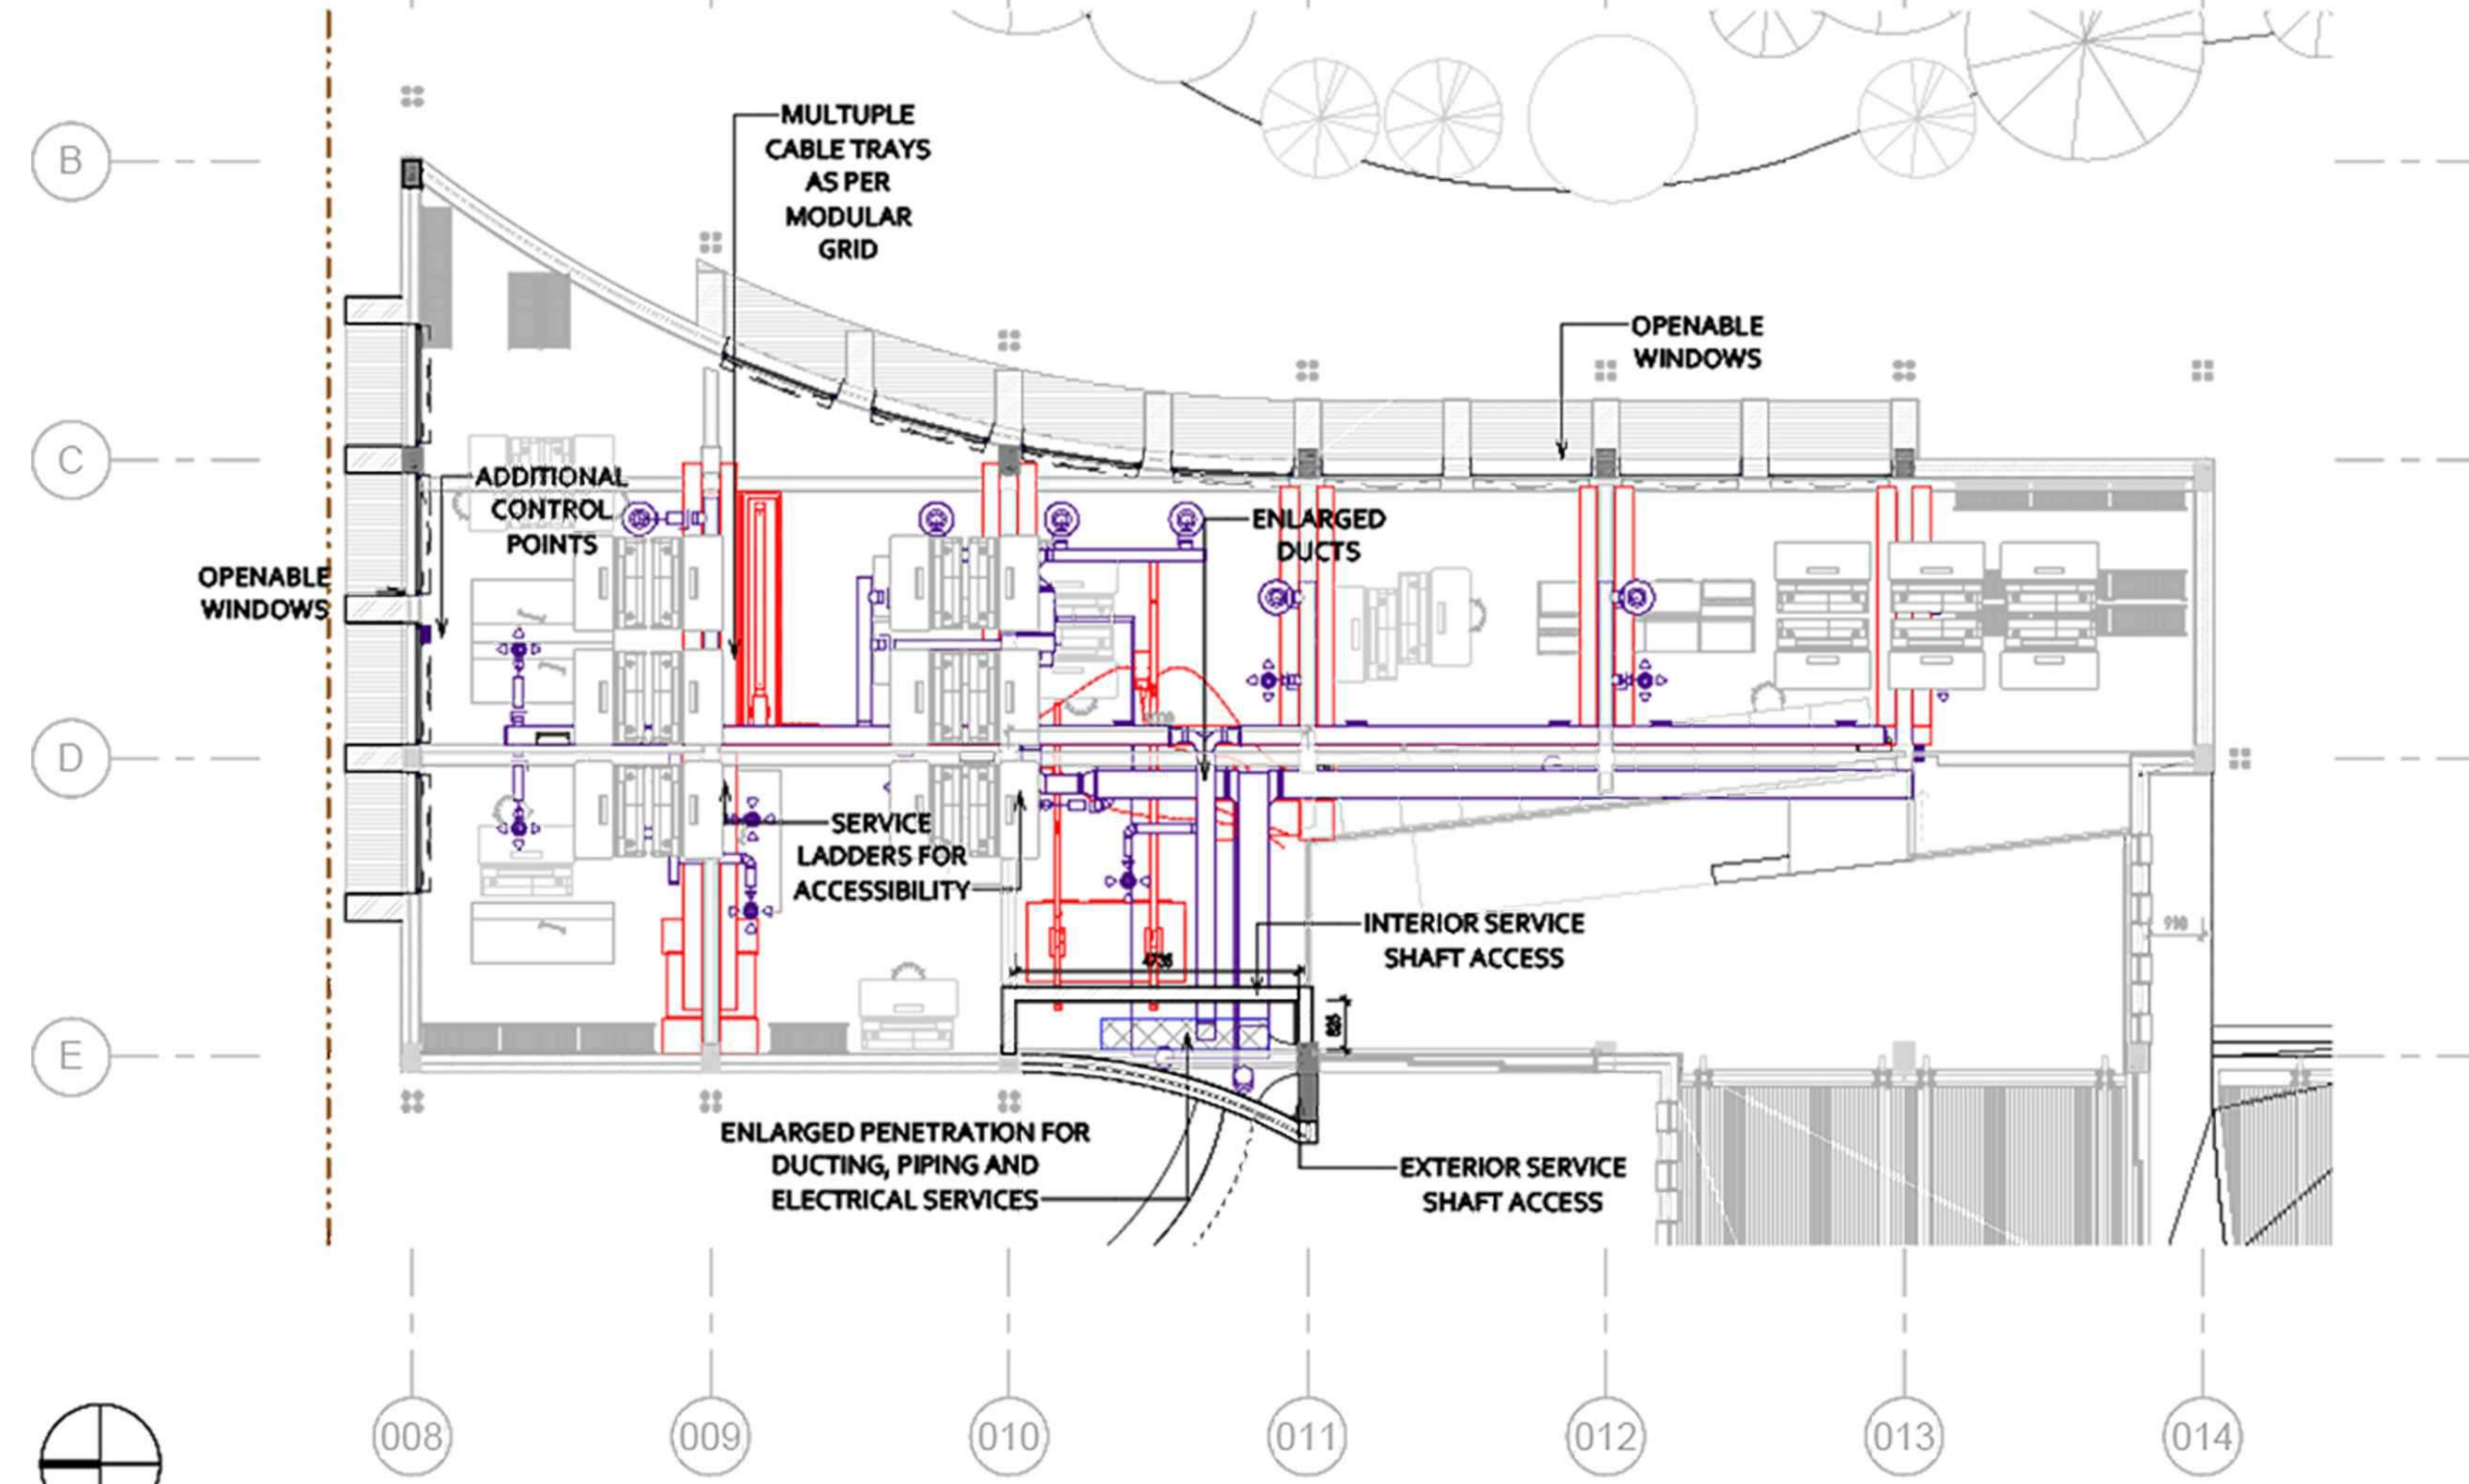 MULTUPLE
CABLE TRAYS
AS PER
MODULAR
GRID
B
OPENABLE
WINDOWS
C
ADDITIONAL
CONTROL
POINTS
ENLARGED
DUCTS
OPENABLE
WINDOWS
D
SERVICE
LADDERS FOR
ACCESSIBILITY
INTERIOR SERVICE
SHAFT ACCESS
4735
825
E
ENLARGED PENETRATION FOR
DUCTING, PIPING AND
ELECTRICAL SERVICES
EXTERIOR SERVICE
SHAFT ACCESS
008
009
010
011
012
013
014